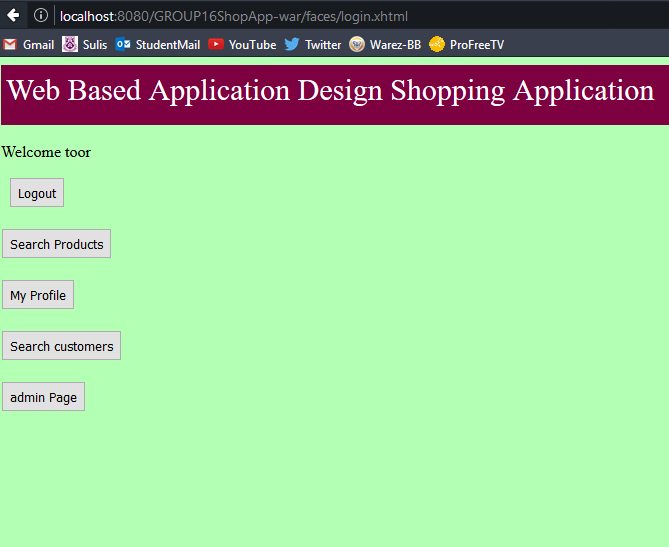 localhost:8080/GROUP16ShopApp-war/faces/login.xhtml
Gmail Sulis StudentMail YouTube Twitter Warez-BB ProFreeTV
Web Based Application Design Shopping Application
Welcome toor
Logout
Search Products
My Profile
Search customers
admin Page